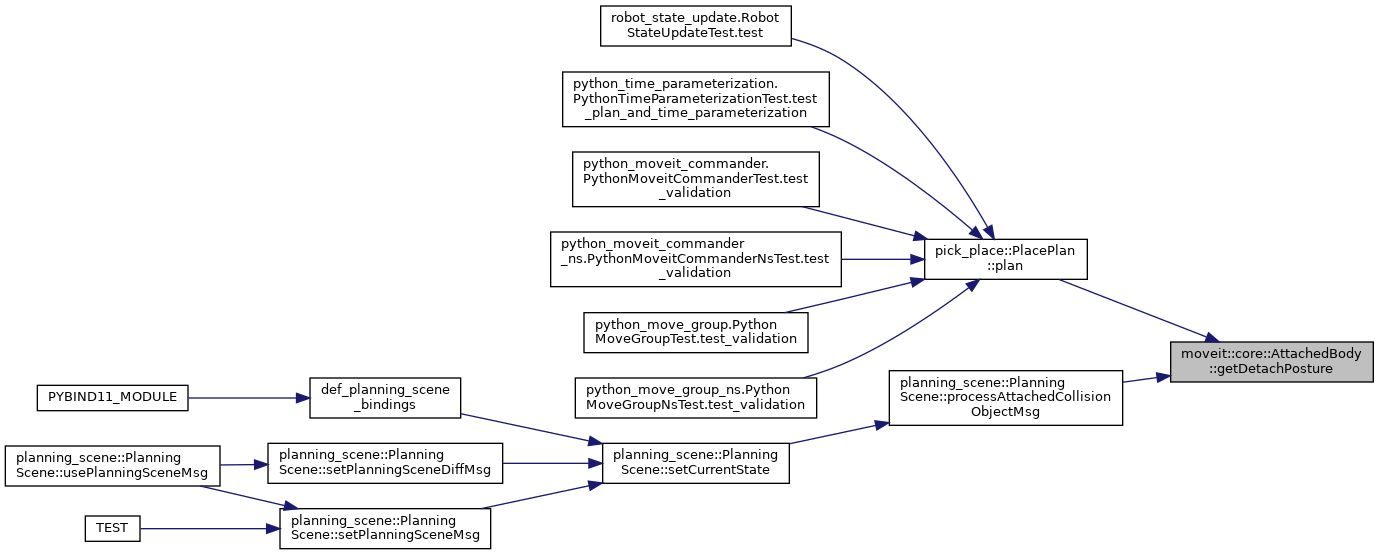 robot_state_update.Robot
StateUpdateTest.test
python_time_parameterization.
PythonTimeParameterizationTest.test
_plan_and_time_parameterization
python_moveit_commander.
PythonMoveitCommanderTest.test
_validation
python_moveit_commander
_ns.PythonMoveitCommanderNsTest.test
_validation
pick_place::PlacePlan
::plan
python_move_group.Python
MoveGroupTest.test_validation
moveit::core::AttachedBody
::getDetachPosture
python_move_group_ns.Python
MoveGroupNsTest.test_validation
planning_scene::Planning
Scene::processAttachedCollision
ObjectMsg
PYBIND11_MODULE
def_planning_scene
_bindings
planning_scene::Planning
Scene::usePlanningSceneMsg
planning_scene::Planning
Scene::setPlanningSceneDiffMsg
planning_scene::Planning
Scene::setCurrentState
TEST
planning_scene::Planning
Scene::setPlanningSceneMsg